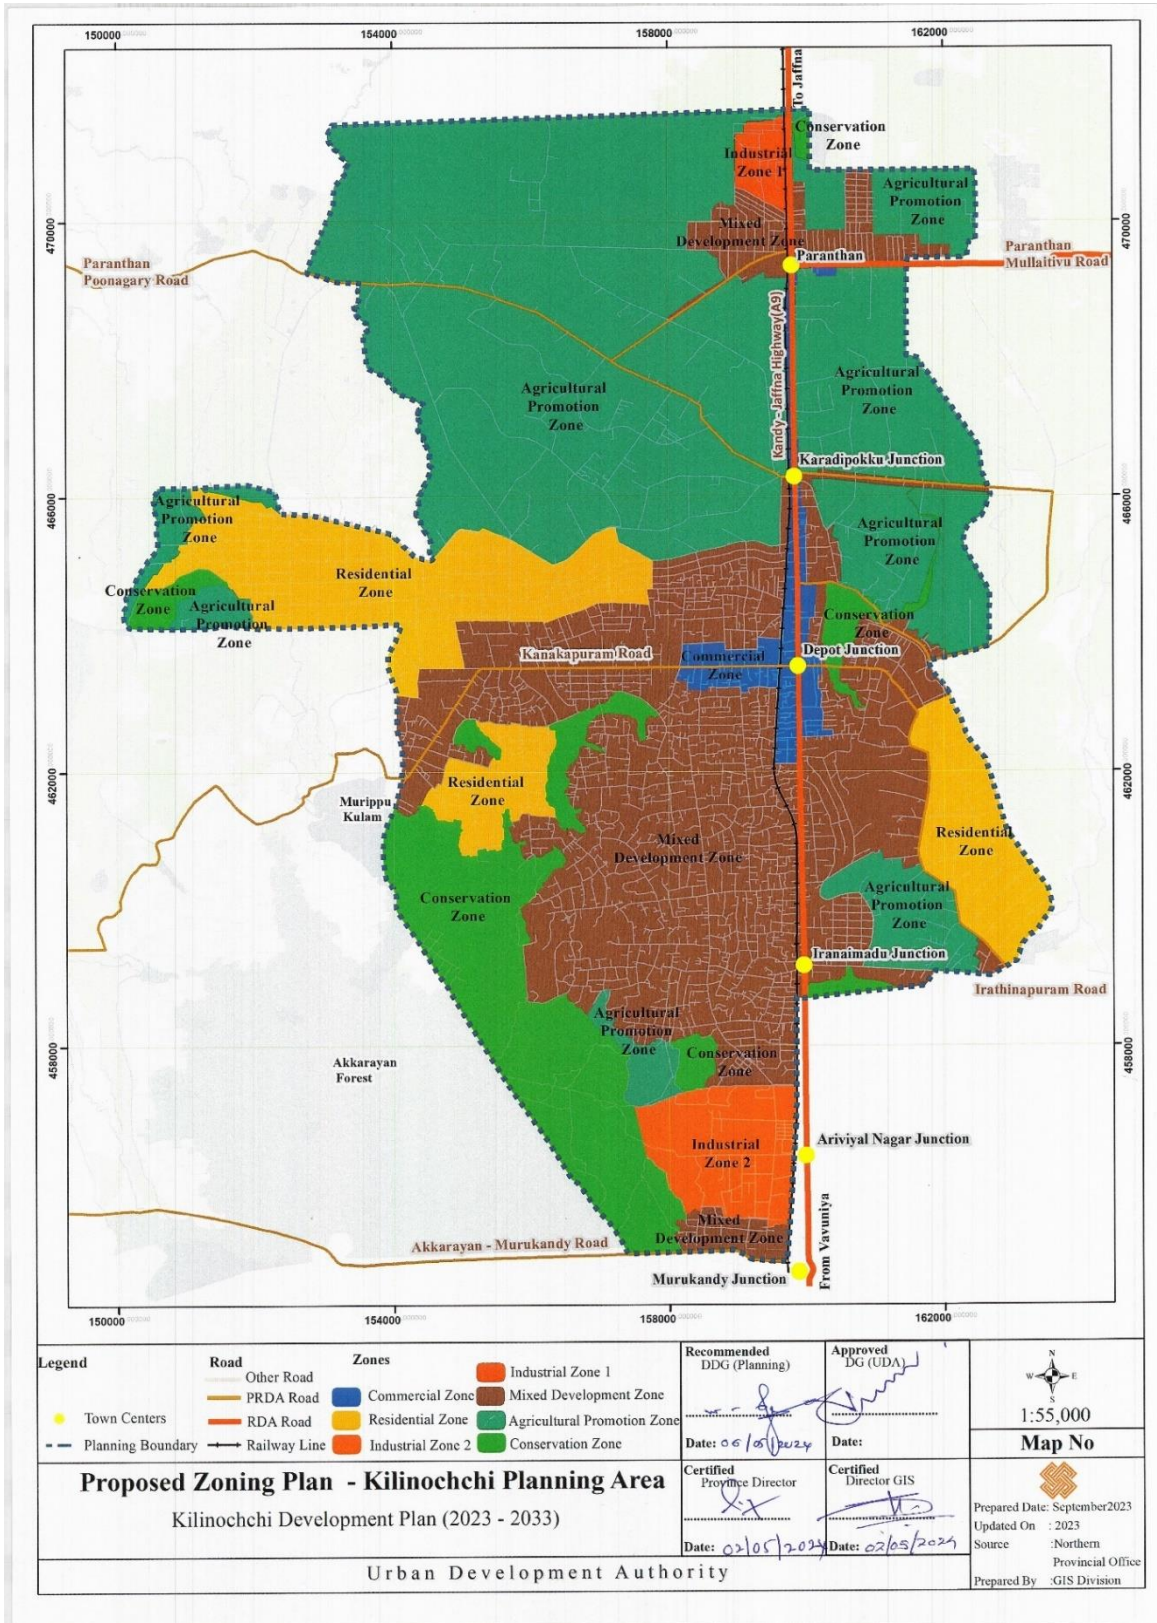 150000
154000
158000
162000
To Jaffna
Conservation
Zone
Industrial
Zone 1
Agricultural
Promotion
Zone
470000
470000
Mixed
Development Zone
Paranthan
Paranthan
Mullaitivu Road
Paranthan
Poonagary Road
Kandy - Jaffna Highway(A9)
Agricultural
Promotion
Zone
Agricultural
Promotion
Zone
Karadipokku Junction
466000
466000
Agricultural
Promotion
Zone
Agricultural
Promotion
Zone
Residential
Zone
Conservation
Zone
Agricultural
Promotion
Zone
Conservation
Zone
Kanakapuram Road
Commercial
Zone
Depot Junction
462000
462000
Murippu
Kulam
Residential
Zone
Mixed
Development Zone
Residential
Zone
Conservation
Zone
Agricultural
Promotion
Zone
Iranaimadu Junction
Irathinapuram Road
Agricultural
Promotion
Zone
Conservation
Zone
458000
458000
Akkarayan
Forest
Industrial
Zone 2
Ariviyal Nagar Junction
Mixed
Development Zone
Akkarayan - Murukandy Road
Murukandy Junction
From Vavuniya
150000
154000
158000
162000
Legend
Town Centers
Planning Boundary
Road
Other Road
PRDA Road
RDA Road
Railway Line
Zones
Commercial Zone
Residential Zone
Industrial Zone 2
Industrial Zone 1
Mixed Development Zone
Agricultural Promotion Zone
Conservation Zone
Recommended
DDG (Planning)
Date: 06/05/2024
Approved
DG (UDA)
Date:
N
W E
S
1:55,000
Map No
Proposed Zoning Plan - Kilinochchi Planning Area
Kilinochchi Development Plan (2023 - 2033)
Certified
Province Director
Date: 02/05/2024
Certified
Director GIS
Date: 02/05/2024
Prepared Date: September2023
Updated On : 2023
Source :Northern
Provincial Office
Prepared By :GIS Division
Urban Development Authority